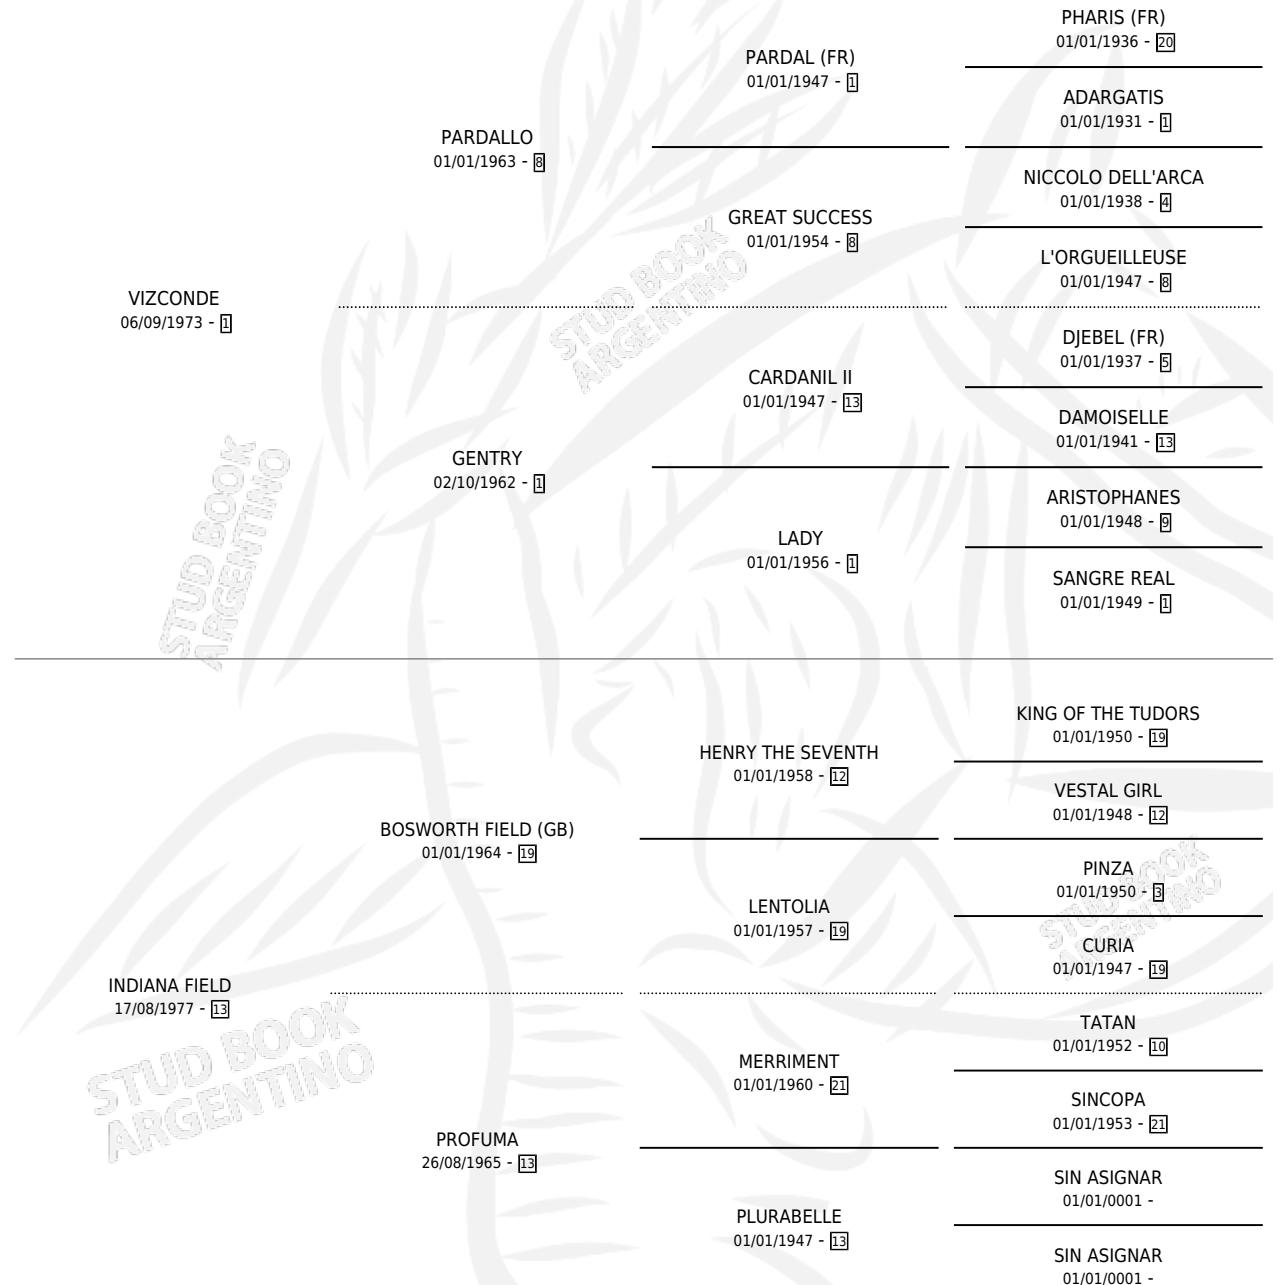 PHARIS (FR)
01/01/1936 - 20
PARDAL (FR)
01/01/1947 - 1
ADARGATIS
01/01/1931 - 1
PARDALLO
01/01/1963 - 8
NICCOLO DELL'ARCA
01/01/1938 - 4
GREAT SUCCESS
01/01/1954 - 8
L'ORGUEILLEUSE
01/01/1947 - 8
VIZCONDE
06/09/1973 - 1
STUD BOOK
ARGENTINO
DJEBEL (FR)
01/01/1937 - 5
CARDANIL II
01/01/1947 - 13
DAMOISELLE
01/01/1941 - 13
GENTRY
02/10/1962 - 1
ARISTOPHANES
01/01/1948 - 9
LADY
01/01/1956 - 1
SANGRE REAL
01/01/1949 - 1
STUD BOOK
ARGENTINO
KING OF THE TUDORS
01/01/1950 - 19
HENRY THE SEVENTH
01/01/1958 - 12
VESTAL GIRL
01/01/1948 - 12
BOSWORTH FIELD (GB)
01/01/1964 - 19
PINZA
01/01/1950 - 3
LENTOLIA
01/01/1957 - 19
CURIA
01/01/1947 - 19
STUD BOOK
ARGENTINO
INDIANA FIELD
17/08/1977 - 13
STUD BOOK
ARGENTINO
TATAN
01/01/1952 - 10
MERRIMENT
01/01/1960 - 21
SINCOPA
01/01/1953 - 21
PROFUMA
26/08/1965 - 13
SIN ASIGNAR
01/01/0001 -
PLURABELLE
01/01/1947 - 13
SIN ASIGNAR
01/01/0001 -